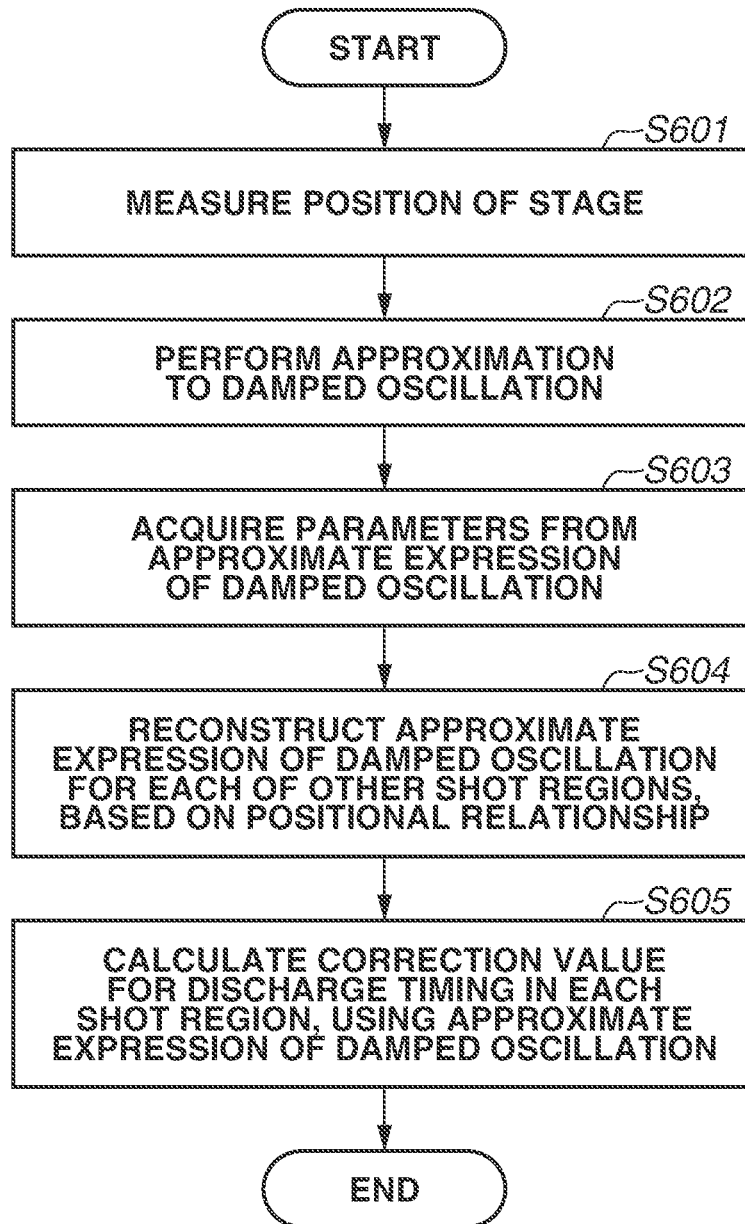 START
S601
MEASURE POSITION OF STAGE
S602
PERFORM APPROXIMATION
TO DAMPED OSCILLATION
S603
ACQUIRE PARAMETERS FROM
APPROXIMATE EXPRESSION
OF DAMPED OSCILLATION
S604
RECONSTRUCT APPROXIMATE
EXPRESSION OF DAMPED OSCILLATION
FOR EACH OF OTHER SHOT REGIONS,
BASED ON POSITIONAL RELATIONSHIP
S605
CALCULATE CORRECTION VALUE
FOR DISCHARGE TIMING IN EACH
SHOT REGION, USING APPROXIMATE
EXPRESSION OF DAMPED OSCILLATION
END